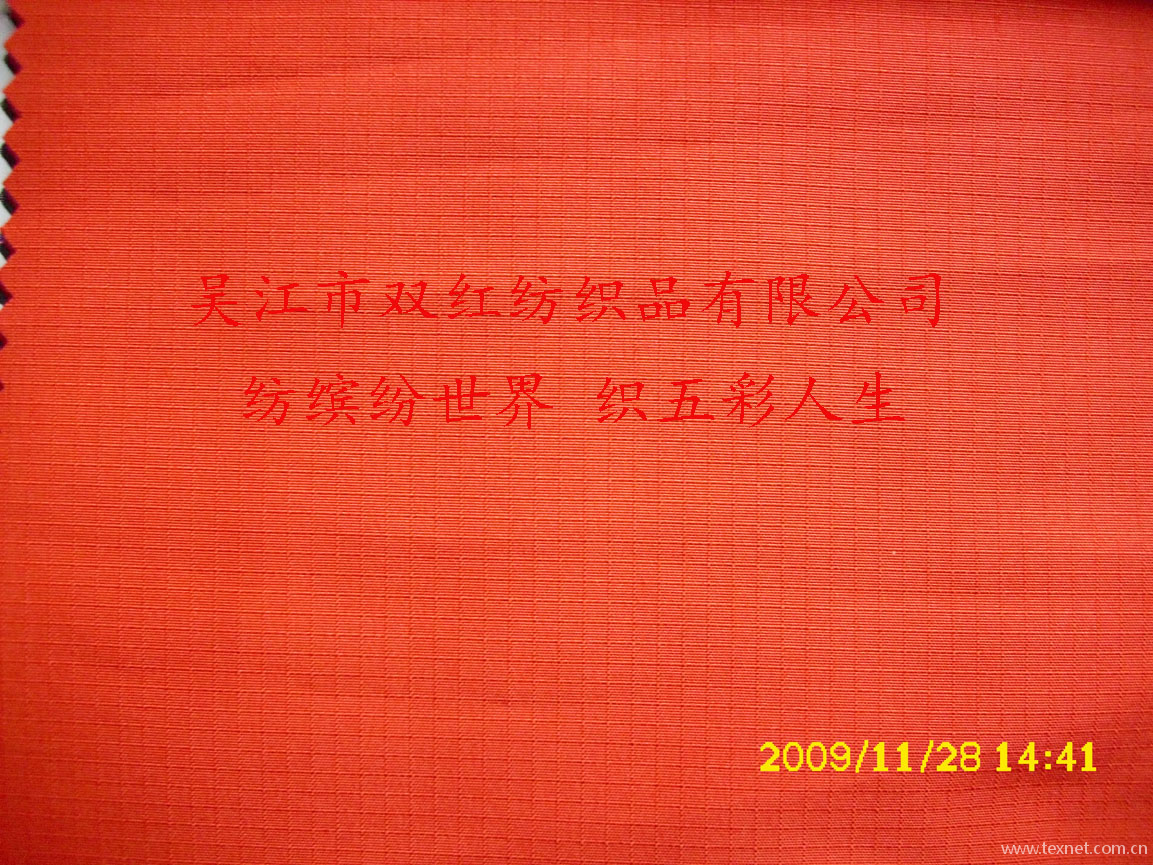 吴江市双红纺织品有限公司
纺缤纷世界 织五彩人生
2009/11/28 14:41
www.texnet.com.cn